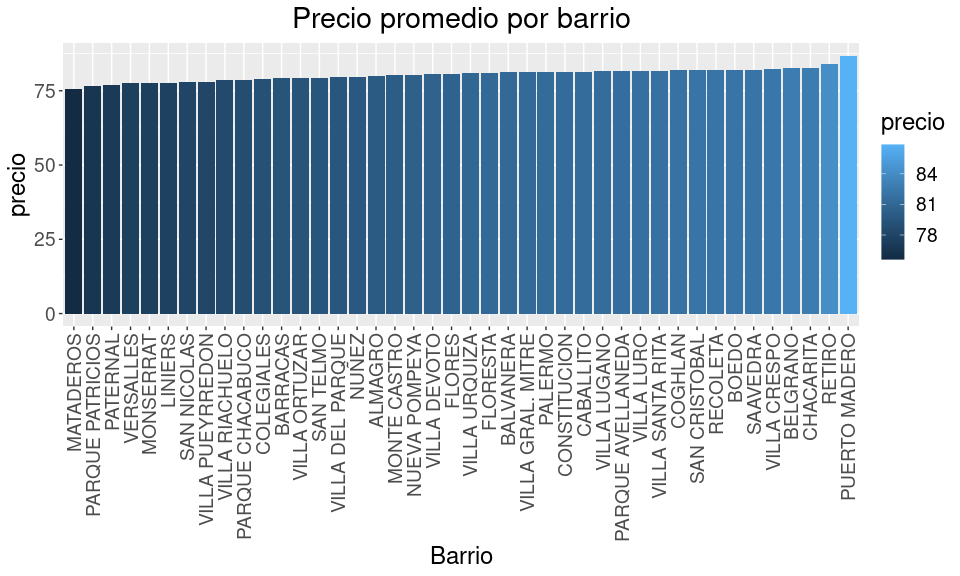 Precio promedio por barrio
precio
75
50
25
0
MATADEROS
PARQUE PATRICIOS
PATERNAL
VERSALLES
MONSERRAT
LINIERS
SAN NICOLAS
VILLA PUEYRREDON
VILLA RIACHUELO
PARQUE CHACABUCO
COLEGIALES
BARRACAS
VILLA ORTUZAR
SAN TELMO
VILLA DEL PARQUE
NUÑEZ
ALMAGRO
MONTE CASTRO
NUEVA POMPEYA
VILLA DEVOTO
FLORES
VILLA URQUIZA
FLORESTA
BALVANERA
VILLA GRAL. MITRE
PALERMO
CONSTITUCION
CABALLITO
VILLA LUGANO
PARQUE AVELLANEDA
VILLA LURO
VILLA SANTA RITA
COGHLAN
SAN CRISTOBAL
RECOLETA
BOEDO
SAAVEDRA
VILLA CRESPO
BELGRANO
CHACARITA
RETIRO
PUERTO MADERO
Barrio
precio
84
81
78